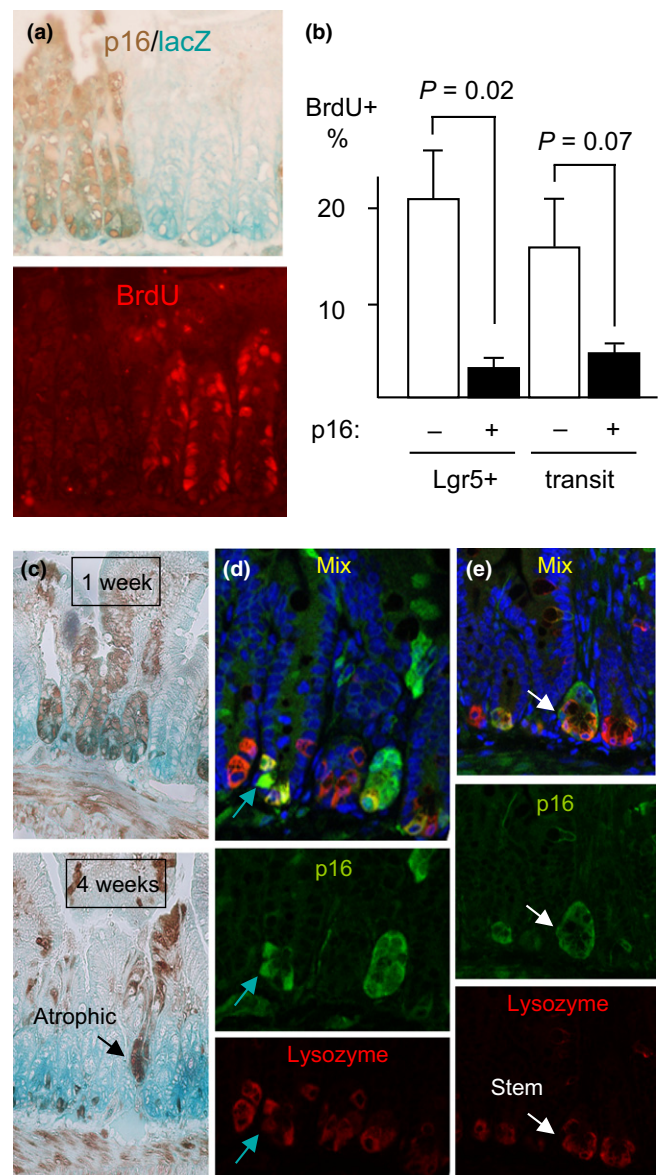 (a)
p16/lacZ
BrdU
(b)
BrdU+
%
P = 0.02
P = 0.07
20
10
p16:
– + – +
Lgr5+ transit
(c)
1 week
4 weeks
Atrophic
(d)
Mix
p16
Lysozyme
(e)
Mix
p16
Lysozyme
Stem